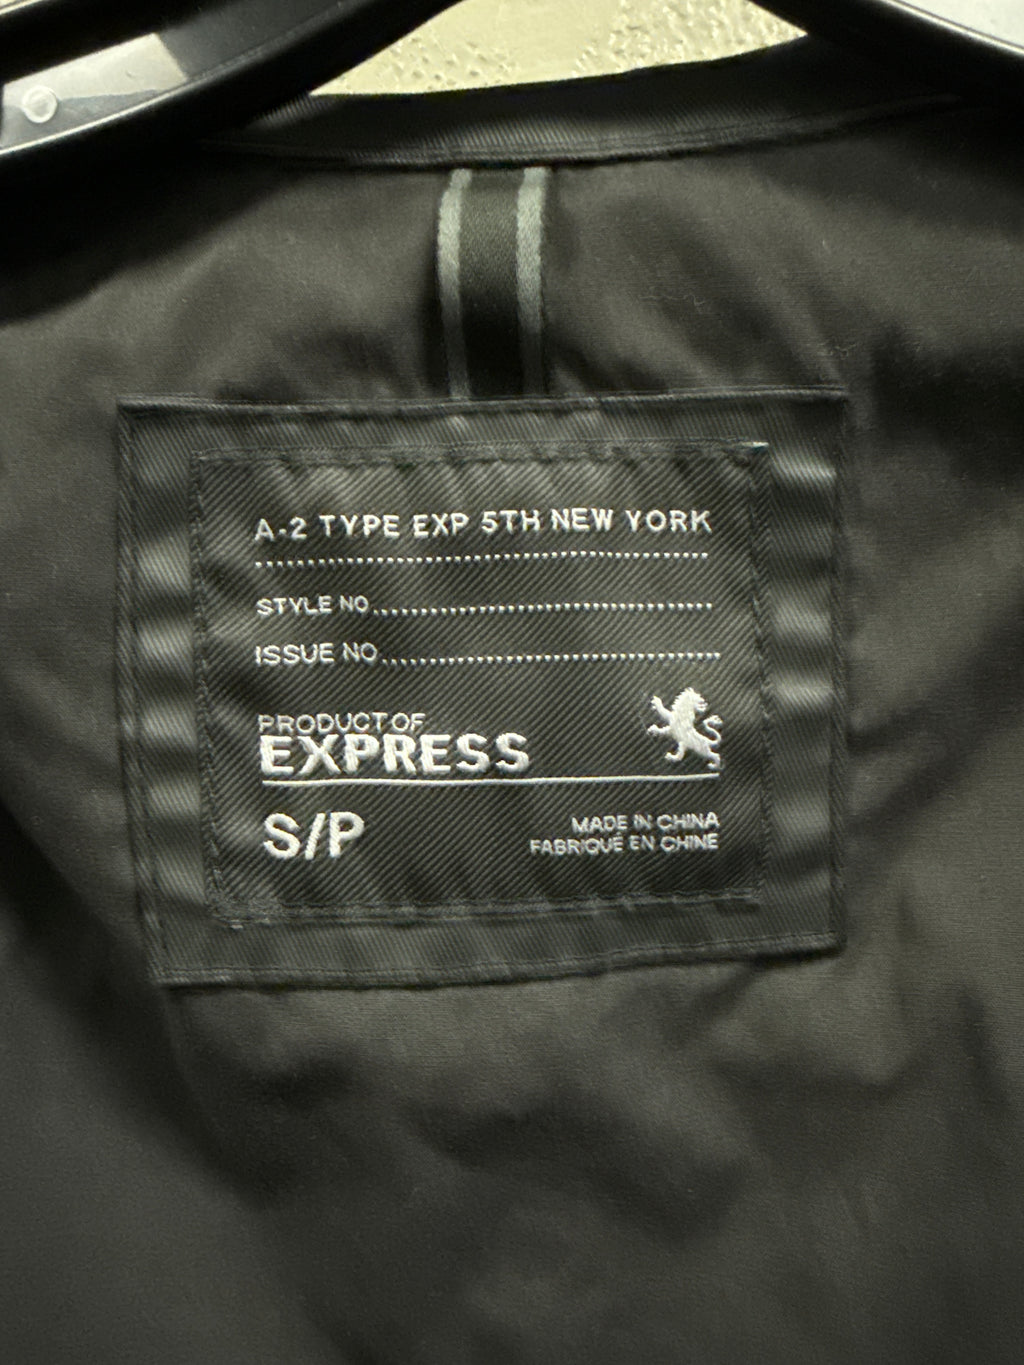 A-2 TYPE EXP 5TH NEW YORK
STYLE NO
ISSUE NO
PRODUCT OF
EXPRESS
S/P
MADE IN CHINA
FABRIQUÉ EN CHINE